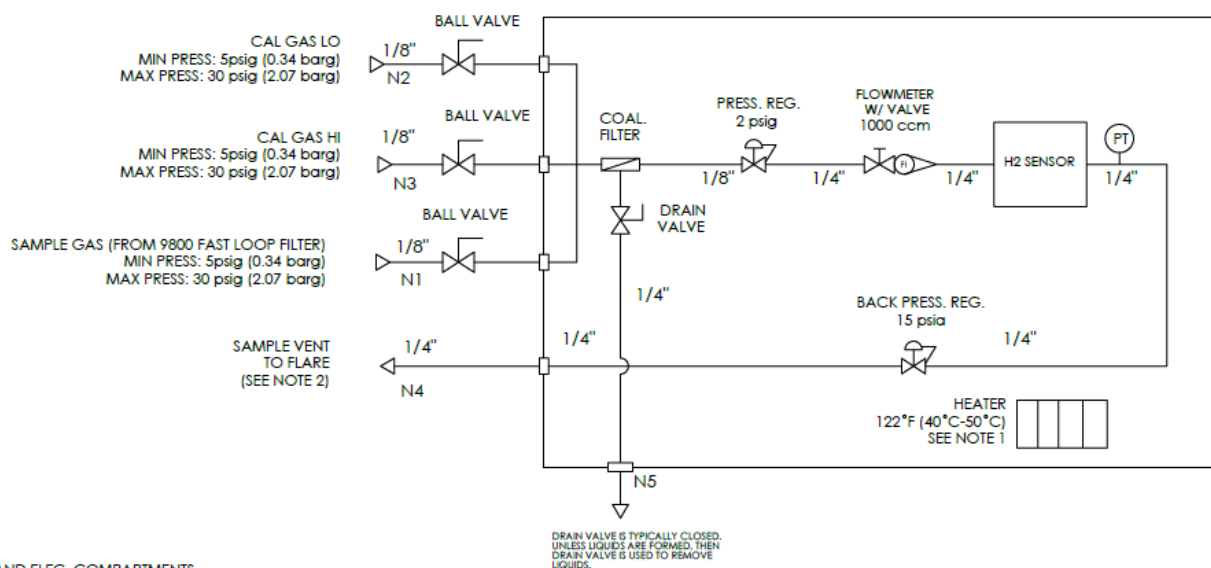 BALL VALVE
CAL GAS LO
MIN PRESS: 5psig (0.34 barg)
MAX PRESS: 30 psig (2.07 barg)
1/8"
N2
BALL VALVE
CAL GAS HI
MIN PRESS: 5psig (0.34 barg)
MAX PRESS: 30 psig (2.07 barg)
1/8"
N3
BALL VALVE
SAMPLE GAS (FROM 9800 FAST LOOP FILTER)
MIN PRESS: 5psig (0.34 barg)
MAX PRESS: 30 psig (2.07 barg)
1/8"
N1
SAMPLE VENT
TO FLARE
(SEE NOTE 2)
1/4"
N4
1/4"
COAL.
FILTER
DRAIN
VALVE
1/4"
PRESS. REG.
2 psig
1/8"
1/4"
FLOWMETER
W/ VALVE
1000 ccm
FI
1/4"
H2 SENSOR
PT
1/4"
BACK PRESS. REG.
15 psia
1/4"
HEATER
122°F (40°C-50°C)
SEE NOTE 1
N5
DRAIN VALVE IS TYPICALLY CLOSED.
UNLESS LIQUIDS ARE FORMED, THEN
DRAIN VALVE IS USED TO REMOVE
LIQUIDS.
AND ELEC. COMPARTMENTS